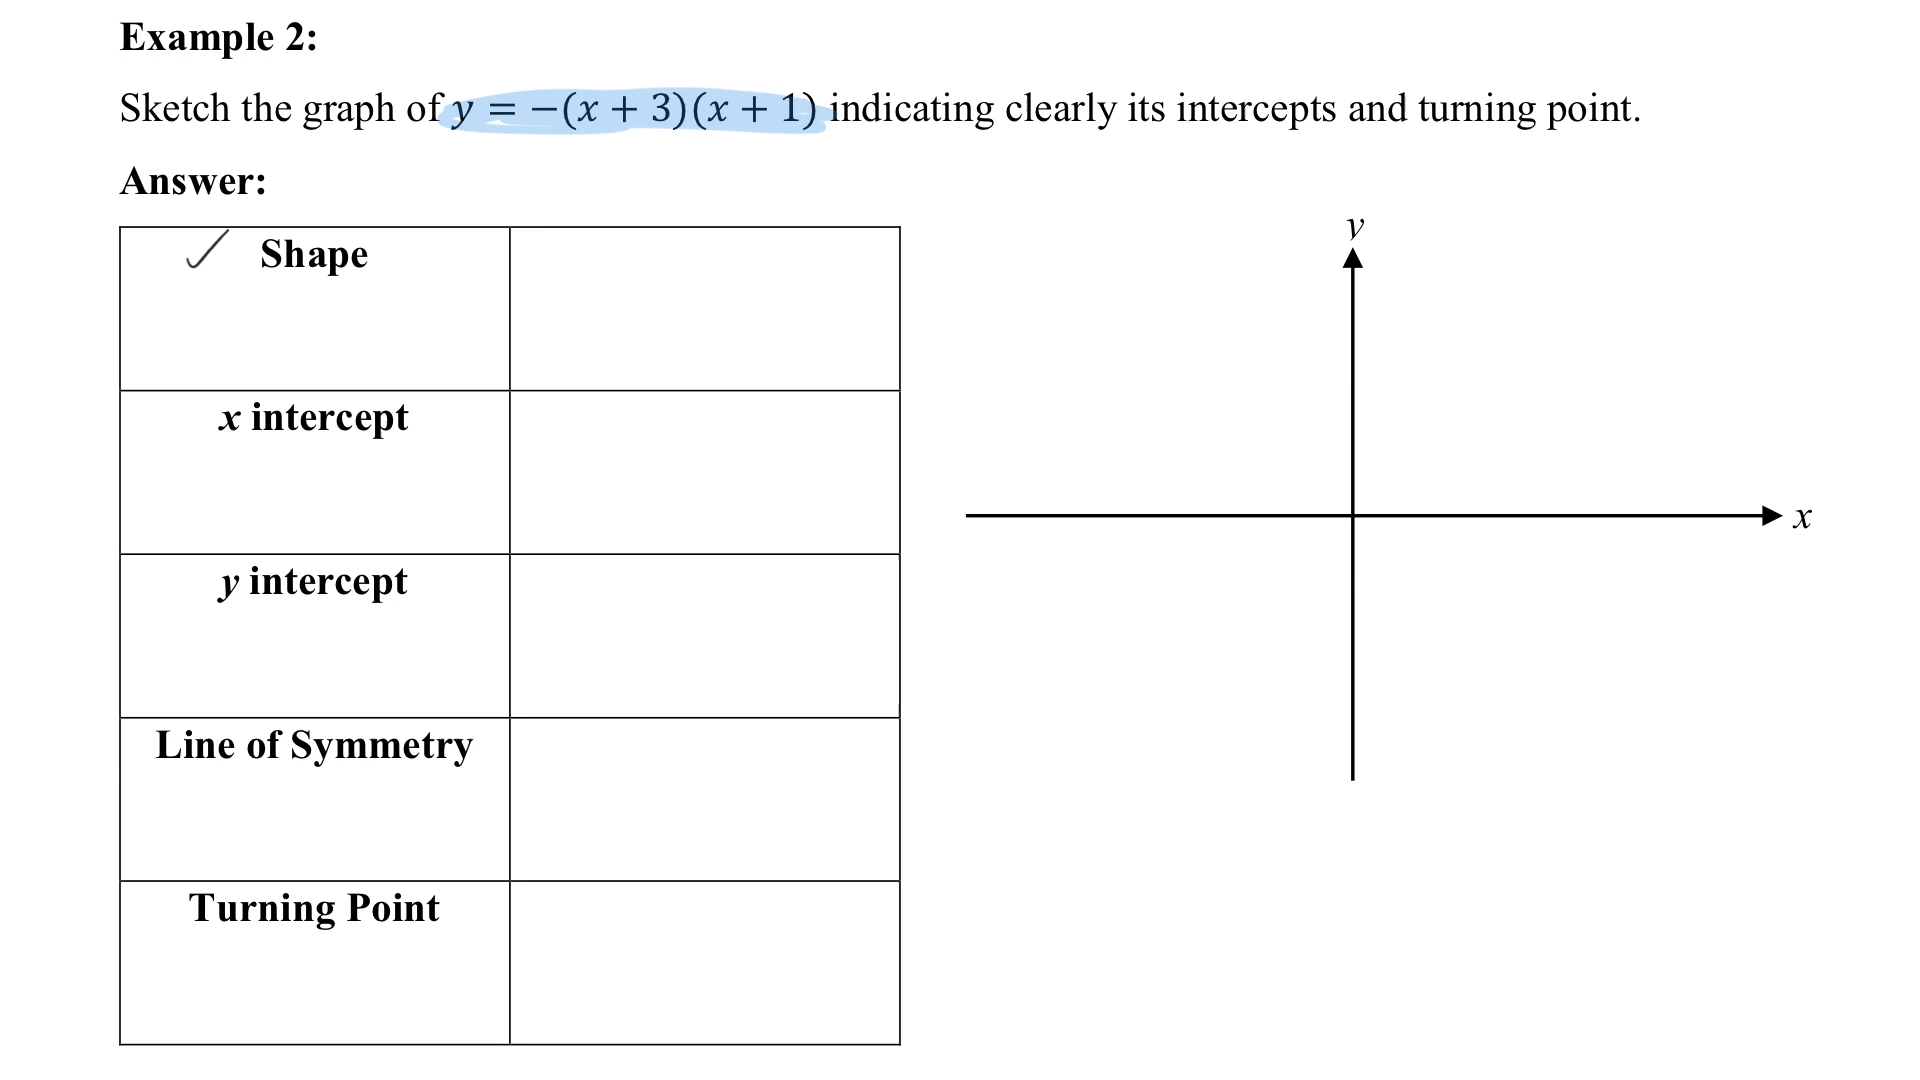 Example 2:
Sketch the graph of y = −(x + 3)(x + 1) indicating clearly its intercepts and turning point.
Answer:
Shape
x intercept
y intercept
Line of Symmetry
Turning Point
y
x